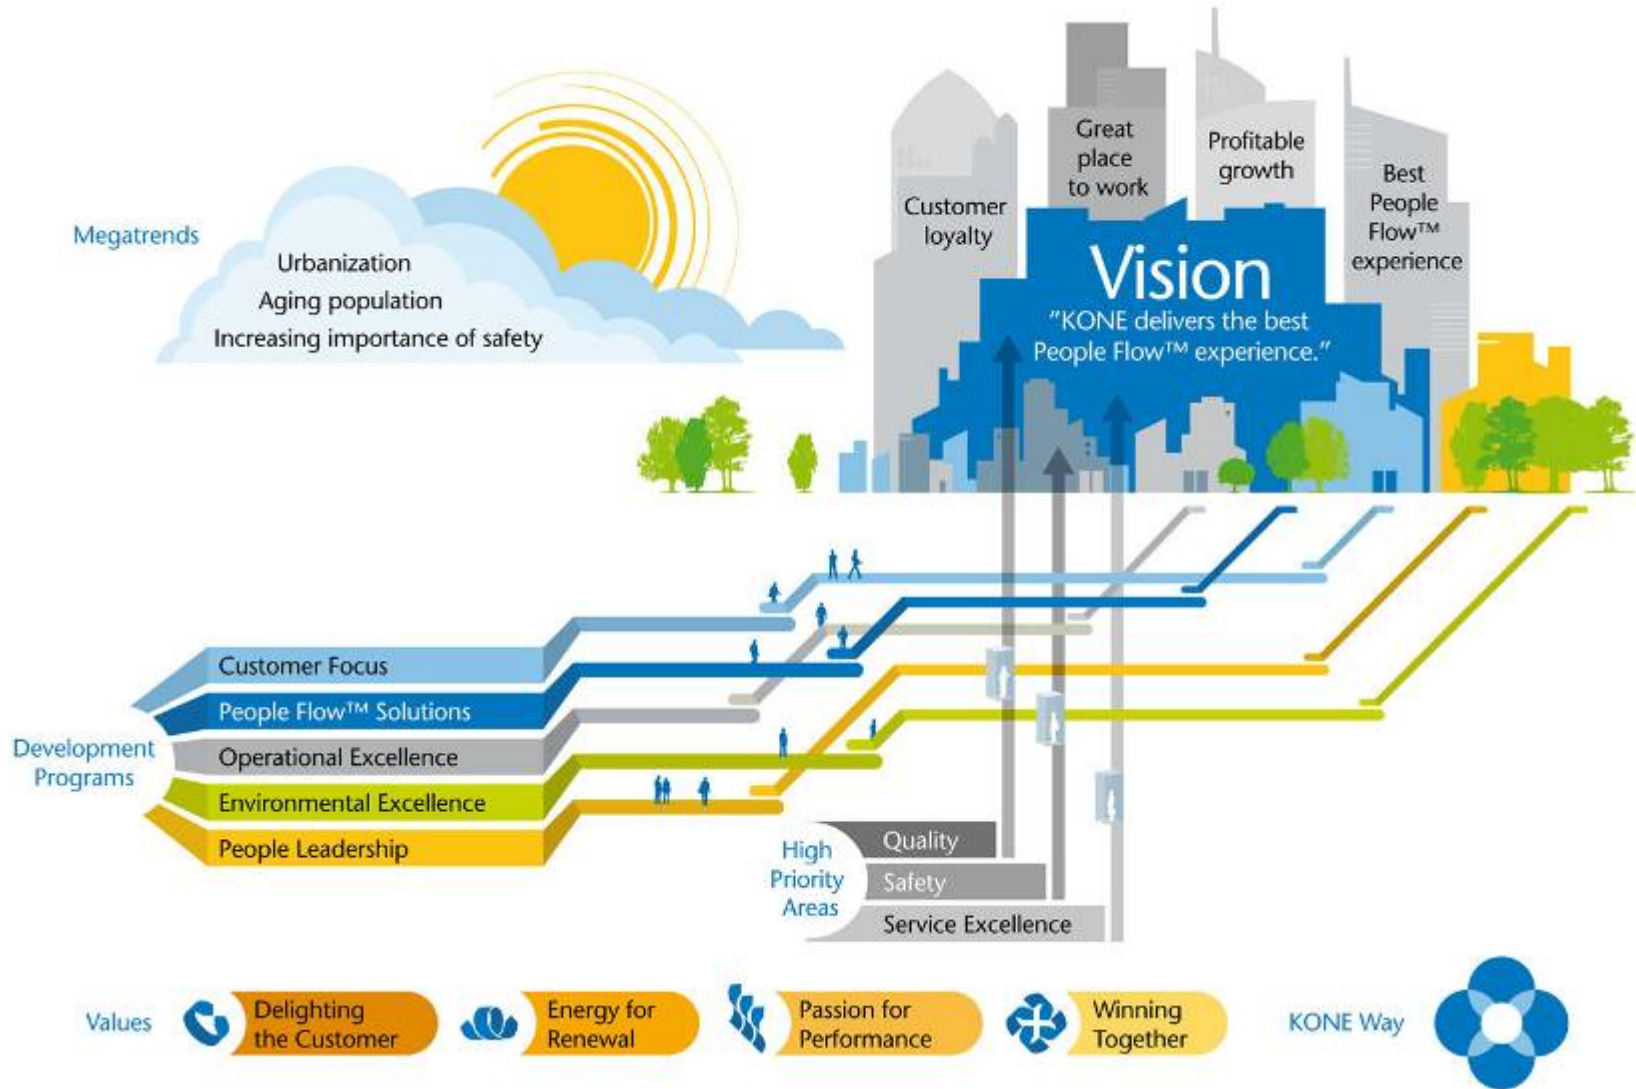 Megatrends
Urbanization
Aging population
Increasing importance of safety
Customer
loyalty
Great
place
to work
Profitable
growth
Best
People
Flow™
experience
Vision
"KONE delivers the best
People Flow™ experience."
Development
Programs
Customer Focus
People Flow™ Solutions
Operational Excellence
Environmental Excellence
People Leadership
High
Priority
Areas
Quality
Safety
Service Excellence
Values
Delighting
the Customer
Energy for
Renewal
Passion for
Performance
Winning
Together
KONE Way